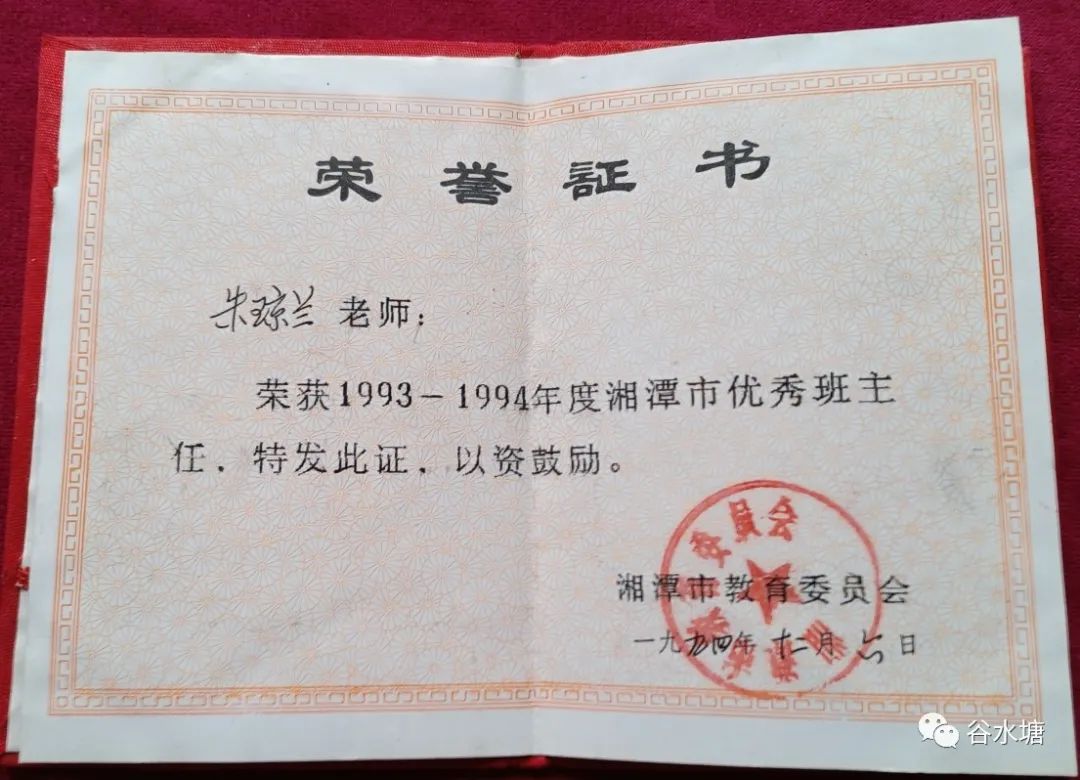 荣誉証书
朱琼兰 老师:
荣获1993-1994年度湘潭市优秀班主
任,特发此证,以资鼓励。
湘潭市教育委员会
一九九四年十二月六日
谷水塘